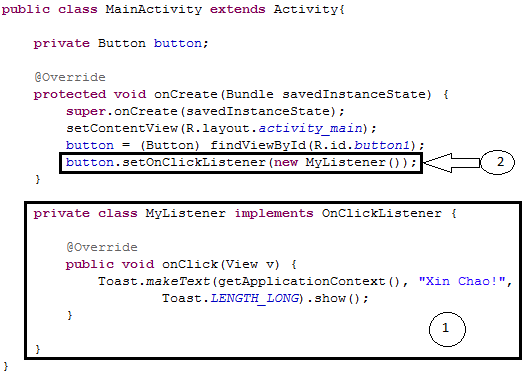 public class MainActivity extends Activity{
private Button button;
@Override
protected void onCreate(Bundle savedInstanceState) {
super.onCreate(savedInstanceState);
setContentView(R.layout.activity_main);
button = (Button) findViewById(R.id.button1);
button.setOnClickListener(new MyListener());
2
}
private class MyListener implements OnClickListener {
@Override
public void onClick(View v) {
Toast.makeText(getApplicationContext(), "Xin Chao!",
Toast.LENGTH_LONG).show();
}
1
}
}